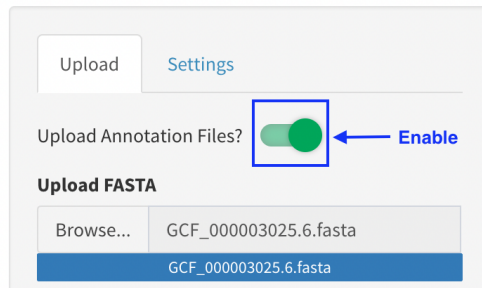 Upload Settings
Upload Annotation Files? Enable
Upload FASTA
Browse... GCF_000003025.6.fasta
GCF_000003025.6.fasta